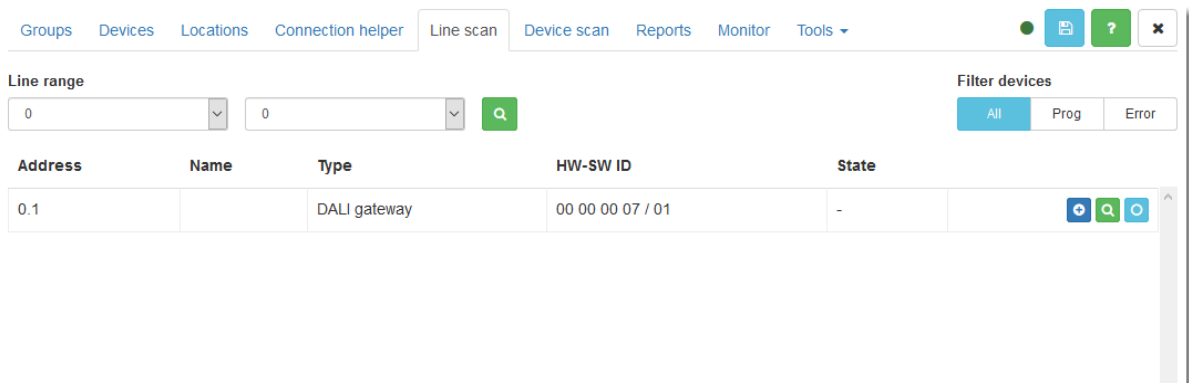 Groups Devices Locations Connection helper Line scan Device scan Reports Monitor Tools ?
Line range Filter devices
0 0 All Prog Error
Address Name Type HW-SW ID State
0.1 DALI gateway 00 00 00 07 / 01 -